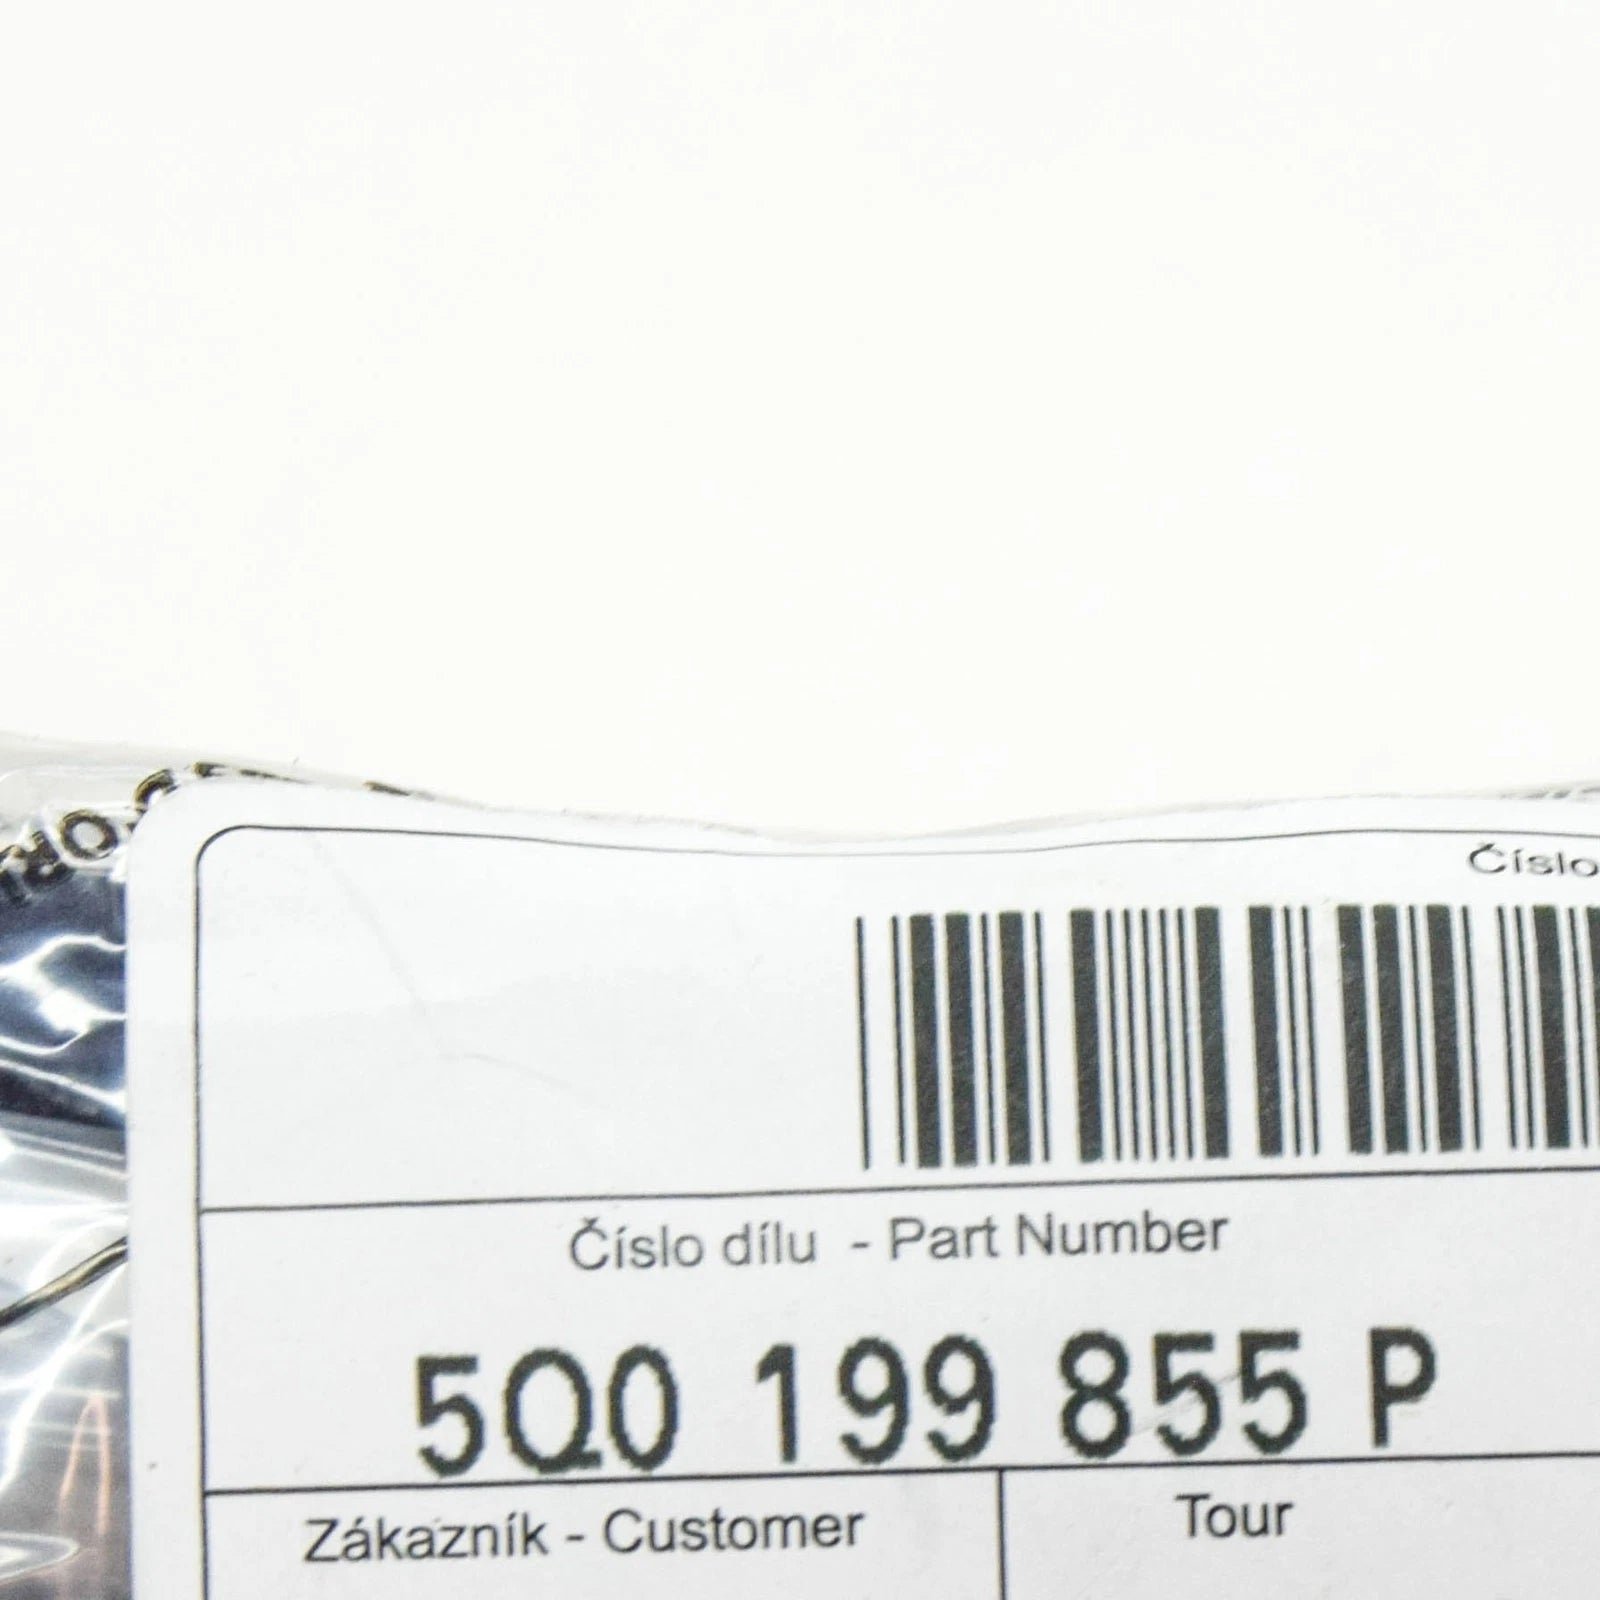 Číslo
Číslo dílu - Part Number
5Q0 199 855 P
Zákazník - Customer
Tour